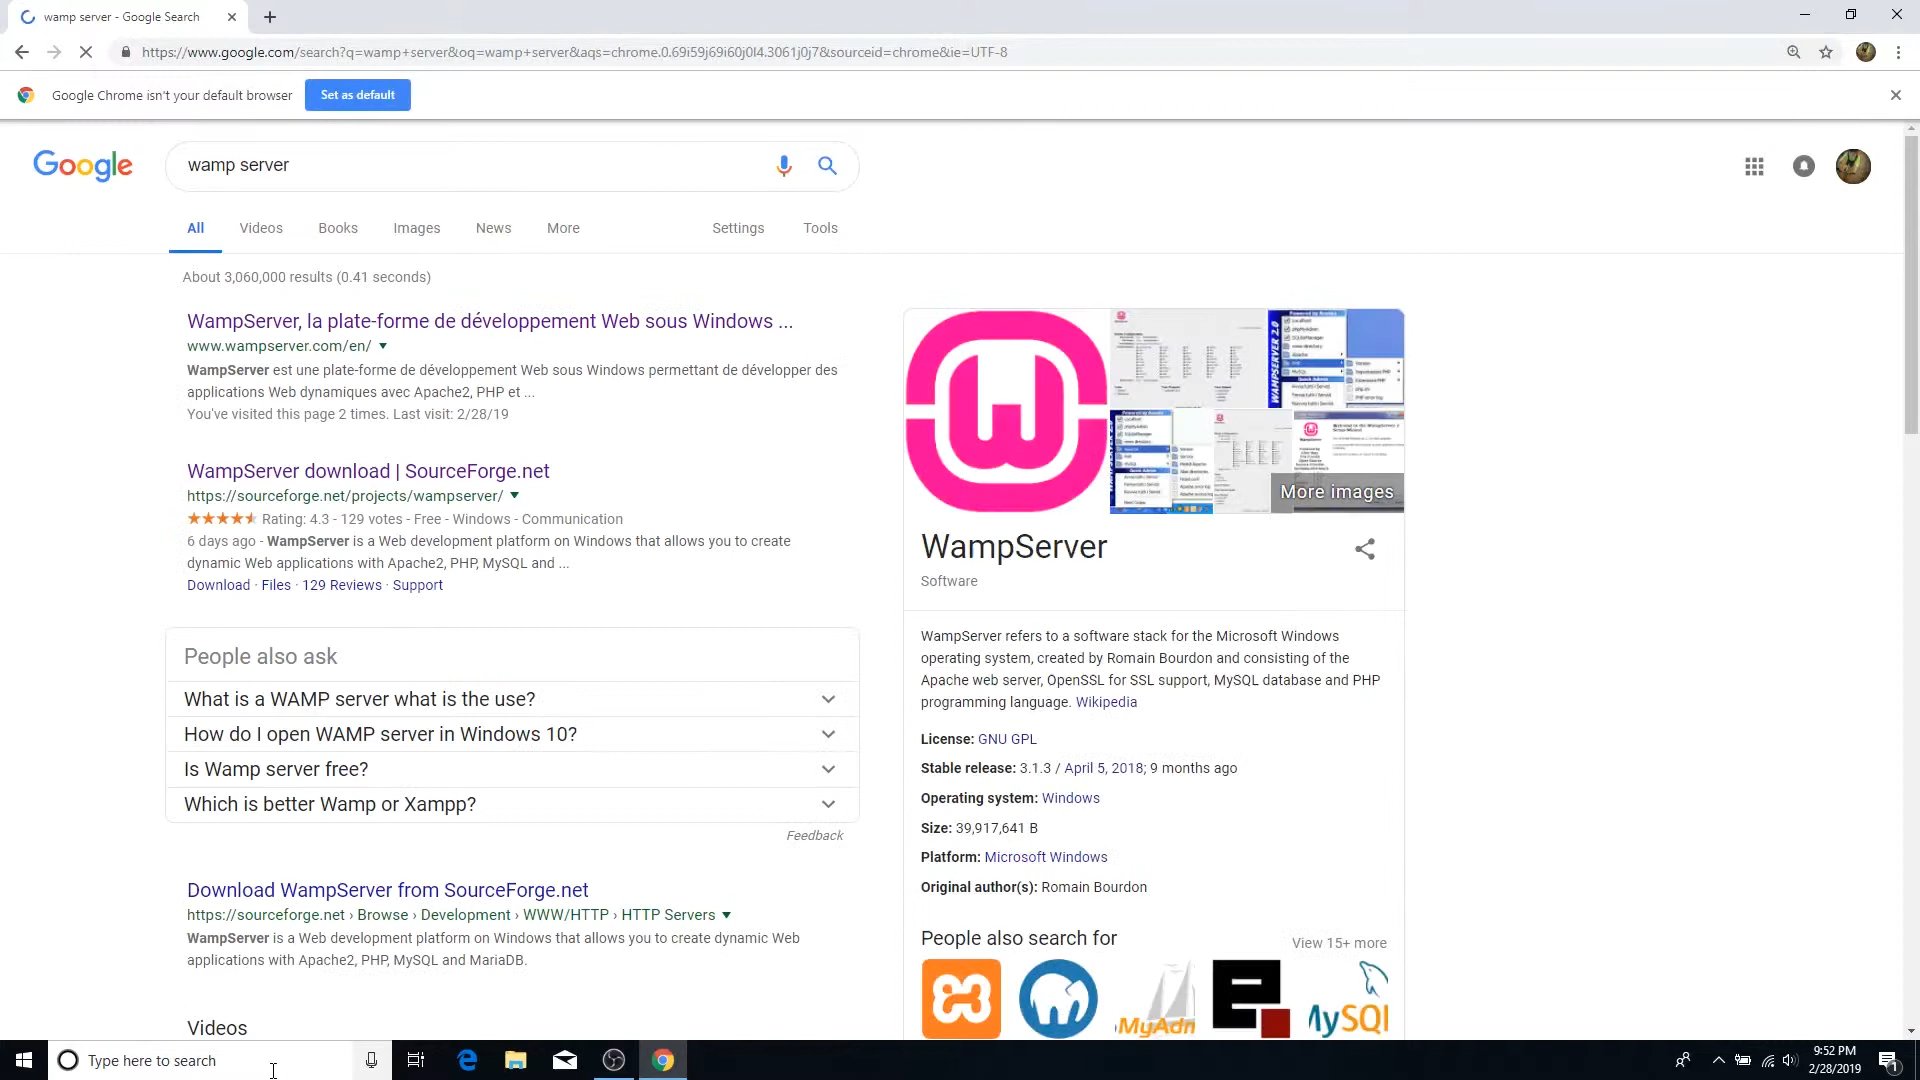 wamp server - Google Search
https://www.google.com/search?q=wamp+server&oq=wamp+server&aqs=chrome.0.69i59j69i60j0l4.3061j0j7&sourceid=chrome&ie=UTF-8
Google Chrome isn't your default browser
Set as default
Google
wamp server
All
Videos
Books
Images
News
More
Settings
Tools
About 3,060,000 results (0.41 seconds)
WampServer, la plate-forme de développement Web sous Windows ...
www.wampserver.com/en/
WampServer est une plate-forme de développement Web sous Windows permettant de développer des
applications Web dynamiques avec Apache2, PHP et ...
You've visited this page 2 times. Last visit: 2/28/19
WampServer download | SourceForge.net
https://sourceforge.net/projects/wampserver/
Rating: 4.3 - 129 votes - Free - Windows - Communication
6 days ago - WampServer is a Web development platform on Windows that allows you to create
dynamic Web applications with Apache2, PHP, MySQL and ...
Download · Files · 129 Reviews · Support
People also ask
What is a WAMP server what is the use?
How do I open WAMP server in Windows 10?
Is Wamp server free?
Which is better Wamp or Xampp?
Feedback
Download WampServer from SourceForge.net
https://sourceforge.net › Browse › Development › WWW/HTTP › HTTP Servers
WampServer is a Web development platform on Windows that allows you to create dynamic Web
applications with Apache2, PHP, MySQL and MariaDB.
Videos
WAMPSERVER 2.0
More images
WampServer
Software
WampServer refers to a software stack for the Microsoft Windows
operating system, created by Romain Bourdon and consisting of the
Apache web server, OpenSSL for SSL support, MySQL database and PHP
programming language. Wikipedia
License: GNU GPL
Stable release: 3.1.3 / April 5, 2018; 9 months ago
Operating system: Windows
Size: 39,917,641 B
Platform: Microsoft Windows
Original author(s): Romain Bourdon
People also search for
View 15+ more
MyAdn
MySQl
Type here to search
9:52 PM
2/28/2019
1